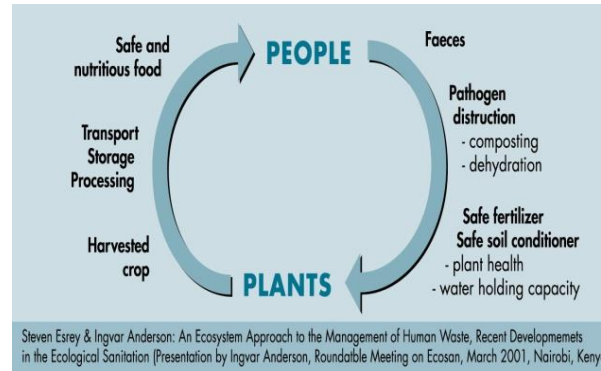 PEOPLE
Faeces
Pathogen
distruction
- composting
- dehydration
Safe fertilizer
Safe soil conditioner
- plant health
- water holding capacity
PLANTS
Harvested
crop
Transport
Storage
Processing
Safe and
nutritious food
Steven Esrey & Ingvar Anderson: An Ecosystem Approach to the Management of Human Waste, Recent Developmemets
in the Ecological Sanitation (Presentation by Ingvar Anderson, Roundatble Meeting on Ecosan, March 2001, Nairobi, Keny